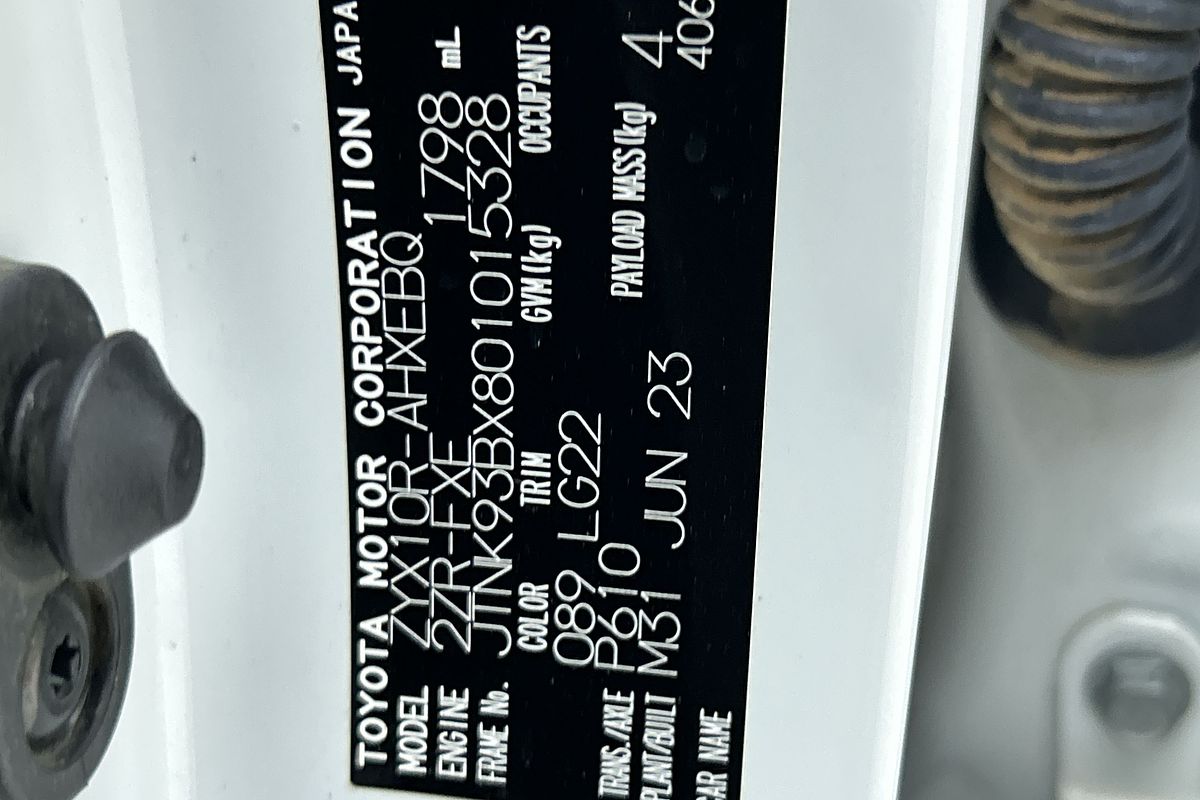 TOYOTA MOTOR CORPORATION JAPA
MODEL ZYX10R-AHXEBQ
ENGINE 2ZR-FXE 1798 mL
FRAME No. JTNK93BX801015328
COLOR TRIM GVM(kg) OCCUPANTS
089 LG22
TRANS./AXLE P610 PAYLOAD MASS(kg) 4
PLANT/BUILT M31 JUN 23 406
CAR NAME